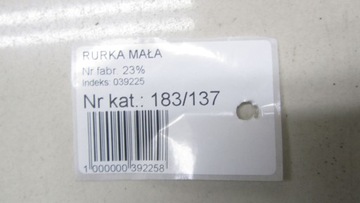 RURKA MAŁA
Nr fabr. 23%
Indeks: 039225
Nr kat.: 183/137
1 000000 392258